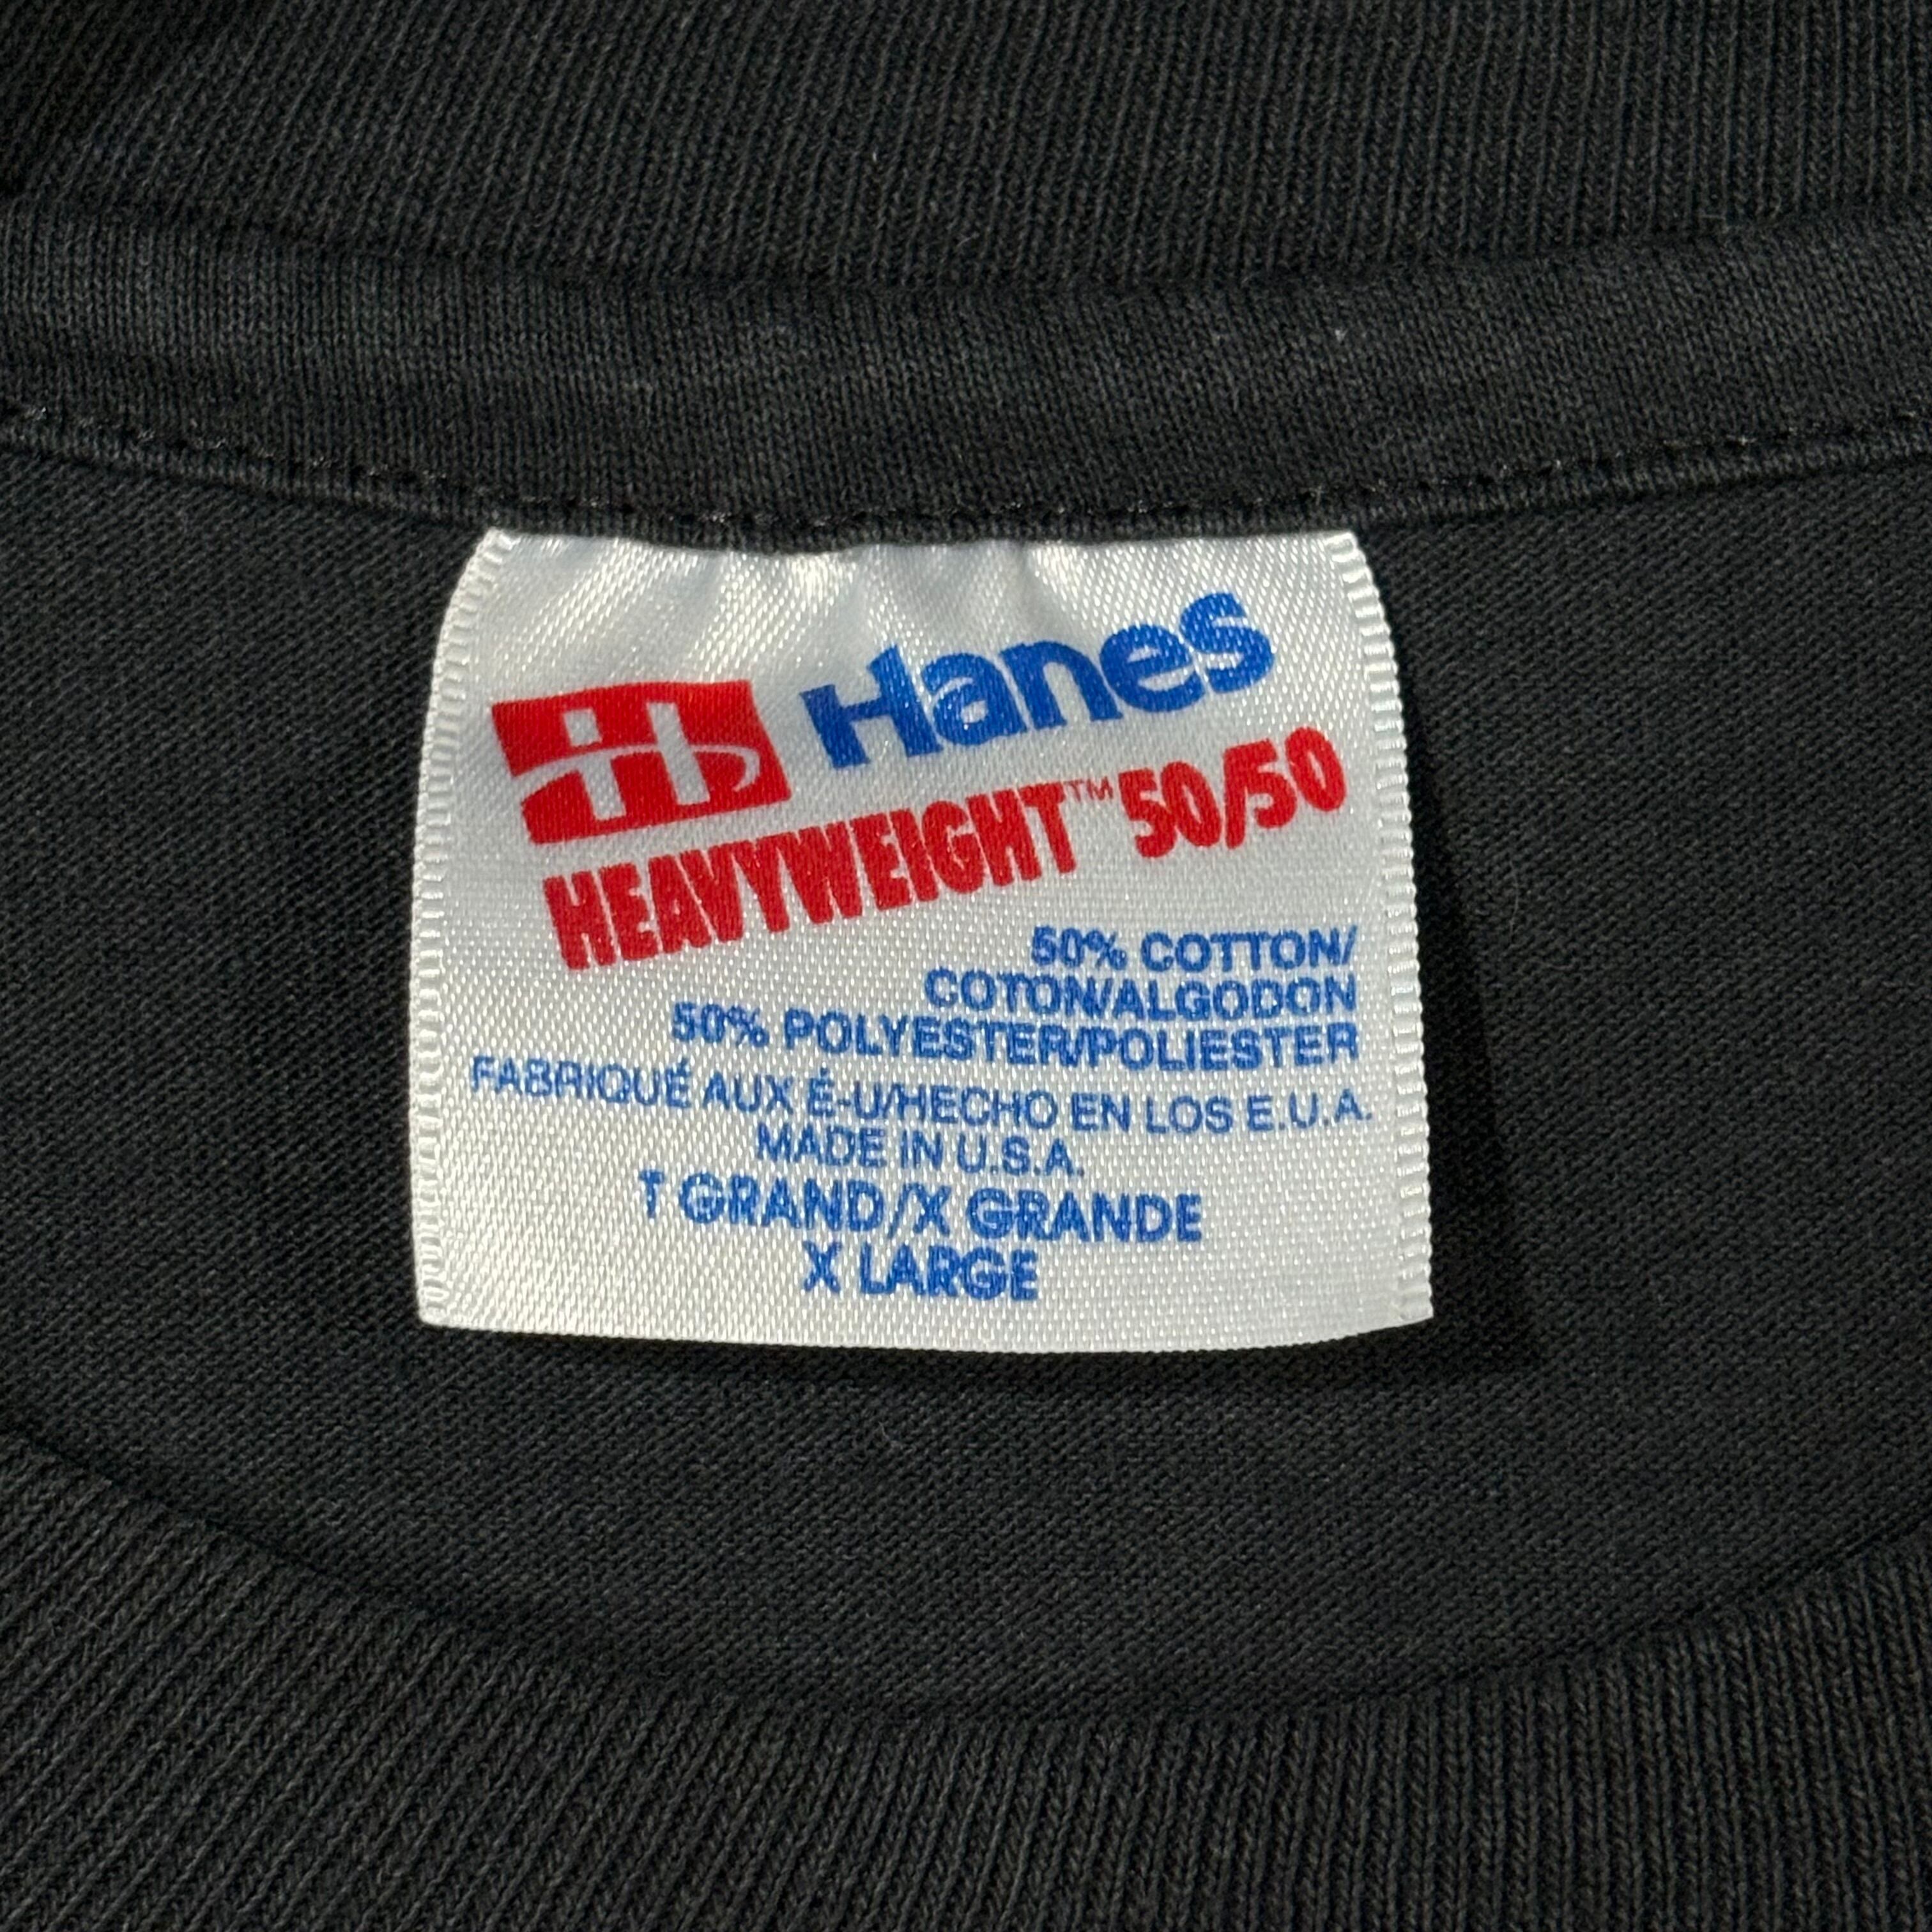 H Hanes
HEAVYWEIGHT™ 50/50
50% COTTON/
COTON/ALGODON
50% POLYESTER/POLIESTER
FABRIQUÉ AUX É-U/HECHO EN LOS E.U.A.
MADE IN U.S.A.
T GRAND/X GRANDE
X LARGE